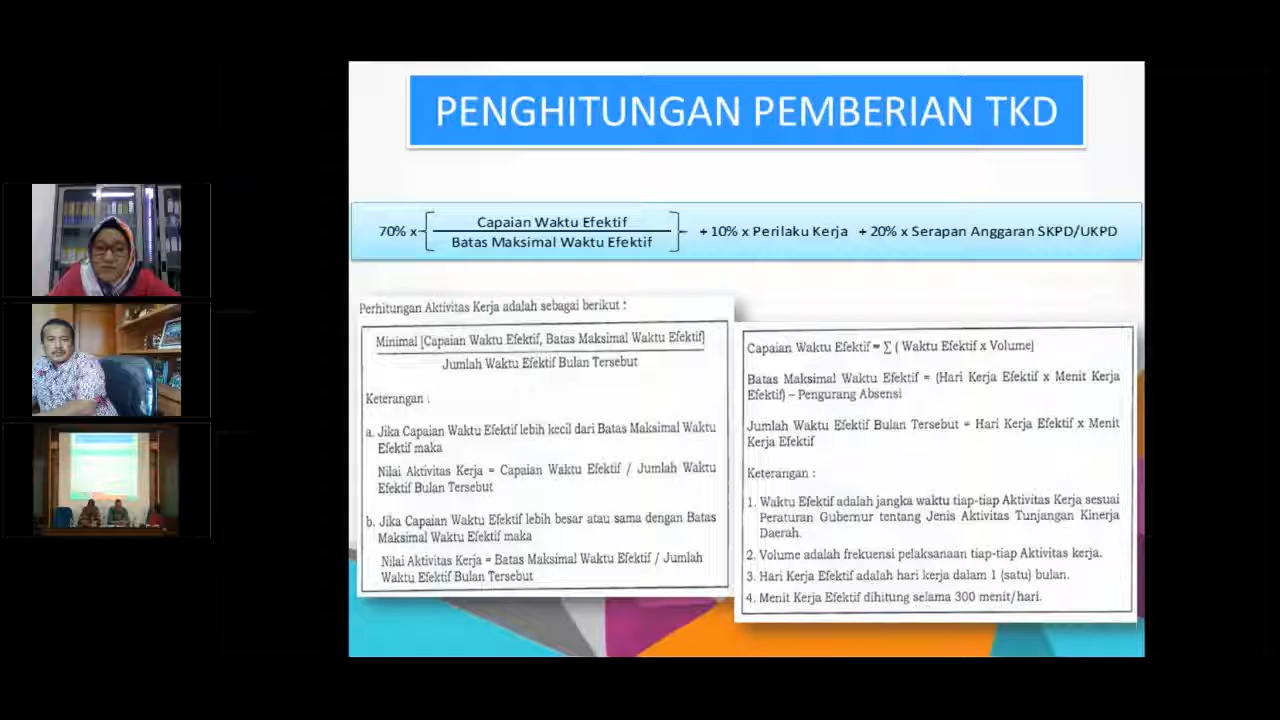 PENGHITUNGAN PEMBERIAN TKD
70% x [ Capaian Waktu Efektif / Batas Maksimal Waktu Efektif ] + 10% x Perilaku Kerja + 20% x Serapan Anggaran SKPD/UKPD
Perhitungan Aktivitas Kerja adalah sebagai berikut :
Minimal [Capaian Waktu Efektif, Batas Maksimal Waktu Efektif]
Jumlah Waktu Efektif Bulan Tersebut
Keterangan :
a. Jika Capaian Waktu Efektif lebih kecil dari Batas Maksimal Waktu
Efektif maka
Nilai Aktivitas Kerja = Capaian Waktu Efektif / Jumlah Waktu
Efektif Bulan Tersebut
b. Jika Capaian Waktu Efektif lebih besar atau sama dengan Batas
Maksimal Waktu Efektif maka
Nilai Aktivitas Kerja = Batas Maksimal Waktu Efektif / Jumlah
Waktu Efektif Bulan Tersebut
Capaian Waktu Efektif = ∑ ( Waktu Efektif x Volume)
Batas Maksimal Waktu Efektif = (Hari Kerja Efektif x Menit Kerja
Efektif) – Pengurang Absensi
Jumlah Waktu Efektif Bulan Tersebut = Hari Kerja Efektif x Menit
Kerja Efektif
Keterangan :
1. Waktu Efektif adalah jangka waktu tiap-tiap Aktivitas Kerja sesuai
Peraturan Gubernur tentang Jenis Aktivitas Tunjangan Kinerja
Daerah.
2. Volume adalah frekuensi pelaksanaan tiap-tiap Aktivitas kerja.
3. Hari Kerja Efektif adalah hari kerja dalam 1 (satu) bulan.
4. Menit Kerja Efektif dihitung selama 300 menit/hari.